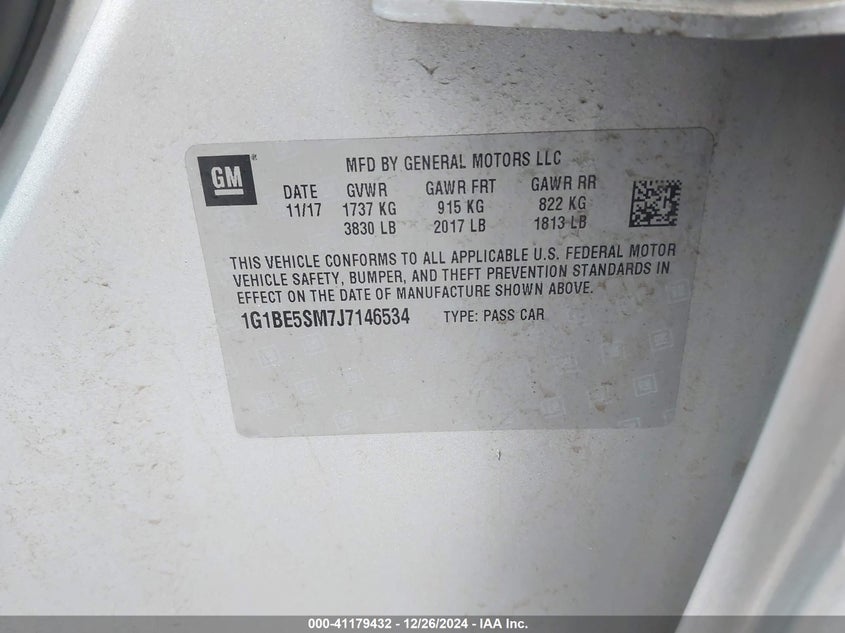 GM
MFD BY GENERAL MOTORS LLC
DATE GVWR GAWR FRT GAWR RR
11/17 1737 KG 915 KG 822 KG
3830 LB 2017 LB 1813 LB
THIS VEHICLE CONFORMS TO ALL APPLICABLE U.S. FEDERAL MOTOR
VEHICLE SAFETY, BUMPER, AND THEFT PREVENTION STANDARDS IN
EFFECT ON THE DATE OF MANUFACTURE SHOWN ABOVE.
1G1BE5SM7J7146534 TYPE: PASS CAR
000-41179432 - 12/26/2024 - IAA Inc.